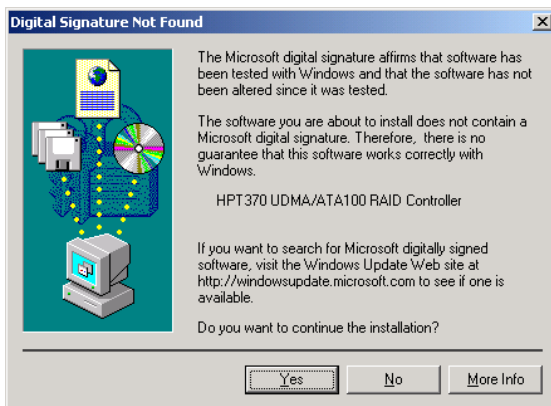 Digital Signature Not Found
The Microsoft digital signature affirms that software has
been tested with Windows and that the software has not
been altered since it was tested.
The software you are about to install does not contain a
Microsoft digital signature. Therefore, there is no
guarantee that this software works correctly with
Windows.
HPT370 UDMA/ATA100 RAID Controller
If you want to search for Microsoft digitally signed
software, visit the Windows Update Web site at
http://windowsupdate.microsoft.com to see if one is
available.
Do you want to continue the installation?
Yes No More Info